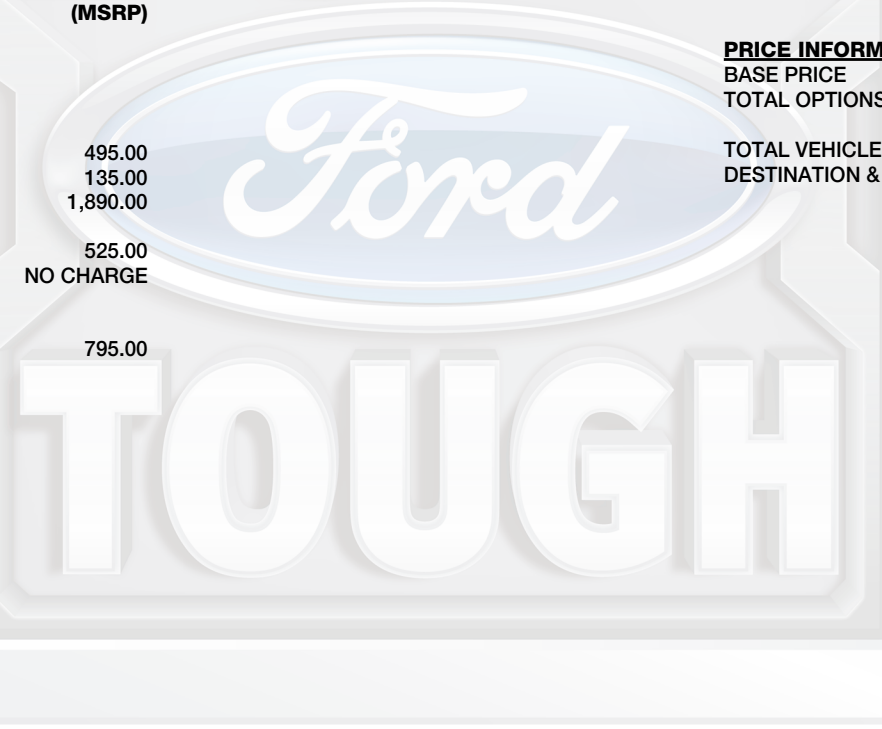 (MSRP)
495.00
135.00
1,890.00
525.00
NO CHARGE
795.00
PRICE INFORM
BASE PRICE
TOTAL OPTIONS
TOTAL VEHICLE
DESTINATION &
Ford
TOUGH